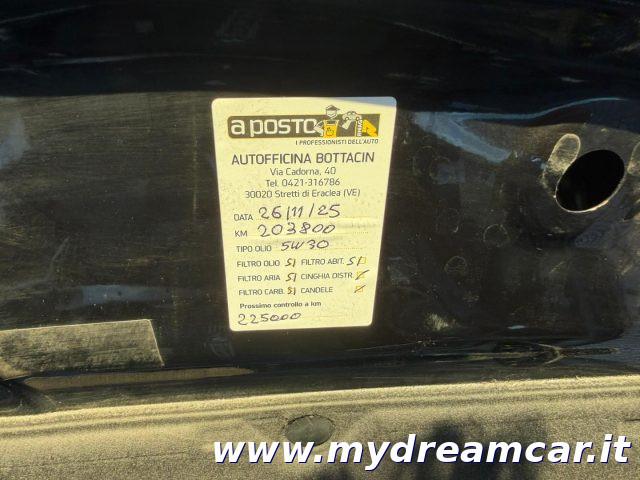 a posto
I PROFESSIONISTI DELL'AUTO
AUTOFFICINA BOTTACIN
Via Cadorna, 40
Tel. 0421-316786
30020 Stretti di Eraclea (VE)
DATA 26/11/25
KM 203800
TIPO OLIO 5W30
FILTRO OLIO SI FILTRO ABIT. SI
FILTRO ARIA SI CINGHIA DISTR.
FILTRO CARB. SI CANDELE
Prossimo controllo a km
225000
www.mydreamcar.it